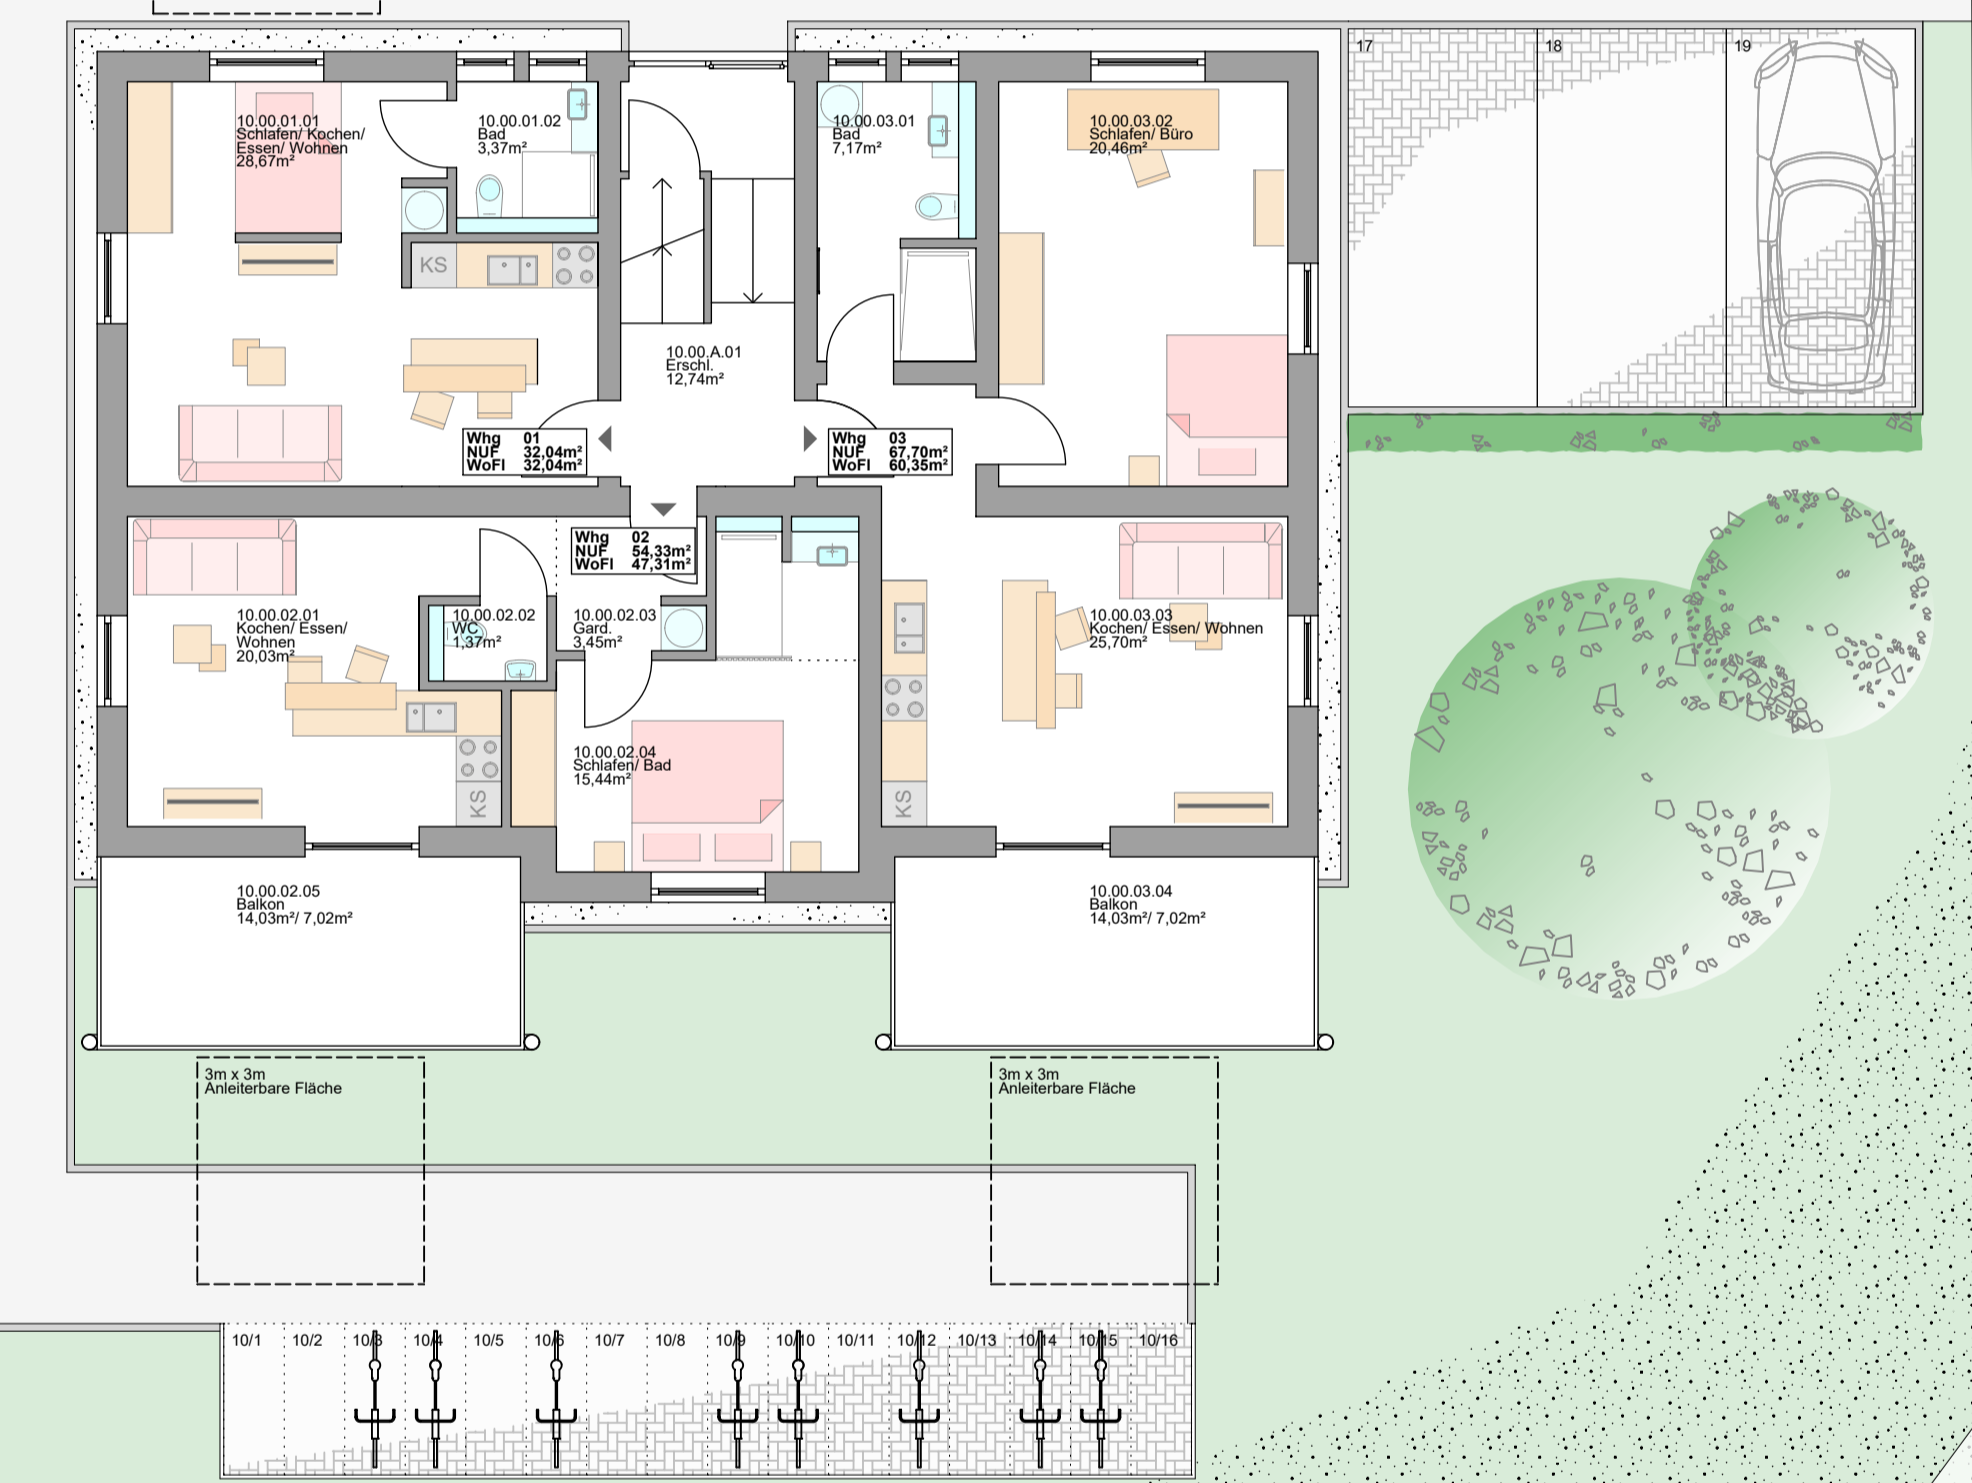 17
18
19
10.00.01.01
Schlafen/ Kochen/
Essen/ Wohnen
28,67m²
10.00.01.02
Bad
3,37m²
10.00.03.01
Bad
7,17m²
10.00.03.02
Schlafen/ Büro
20,46m²
KS
10.00.A.01
Erschl.
12,74m²
Whg 01
NUF 32,04m²
WoFl 32,04m²
Whg 03
NUF 67,70m²
WoFl 60,35m²
Whg 02
NUF 54,33m²
WoFl 47,31m²
10.00.02.01
Kochen/ Essen/
Wohnen
20,03m²
10.00.02.02
WC
1,37m²
10.00.02.03
Gard.
3,45m²
10.00.03.03
Kochen/ Essen/ Wohnen
25,70m²
10.00.02.04
Schlafen/ Bad
15,44m²
KS
KS
10.00.02.05
Balkon
14,03m²/ 7,02m²
10.00.03.04
Balkon
14,03m²/ 7,02m²
3m x 3m
Anleiterbare Fläche
3m x 3m
Anleiterbare Fläche
10/1 10/2 10/3 10/4 10/5 10/6 10/7 10/8 10/9 10/10 10/11 10/12 10/13 10/14 10/15 10/16